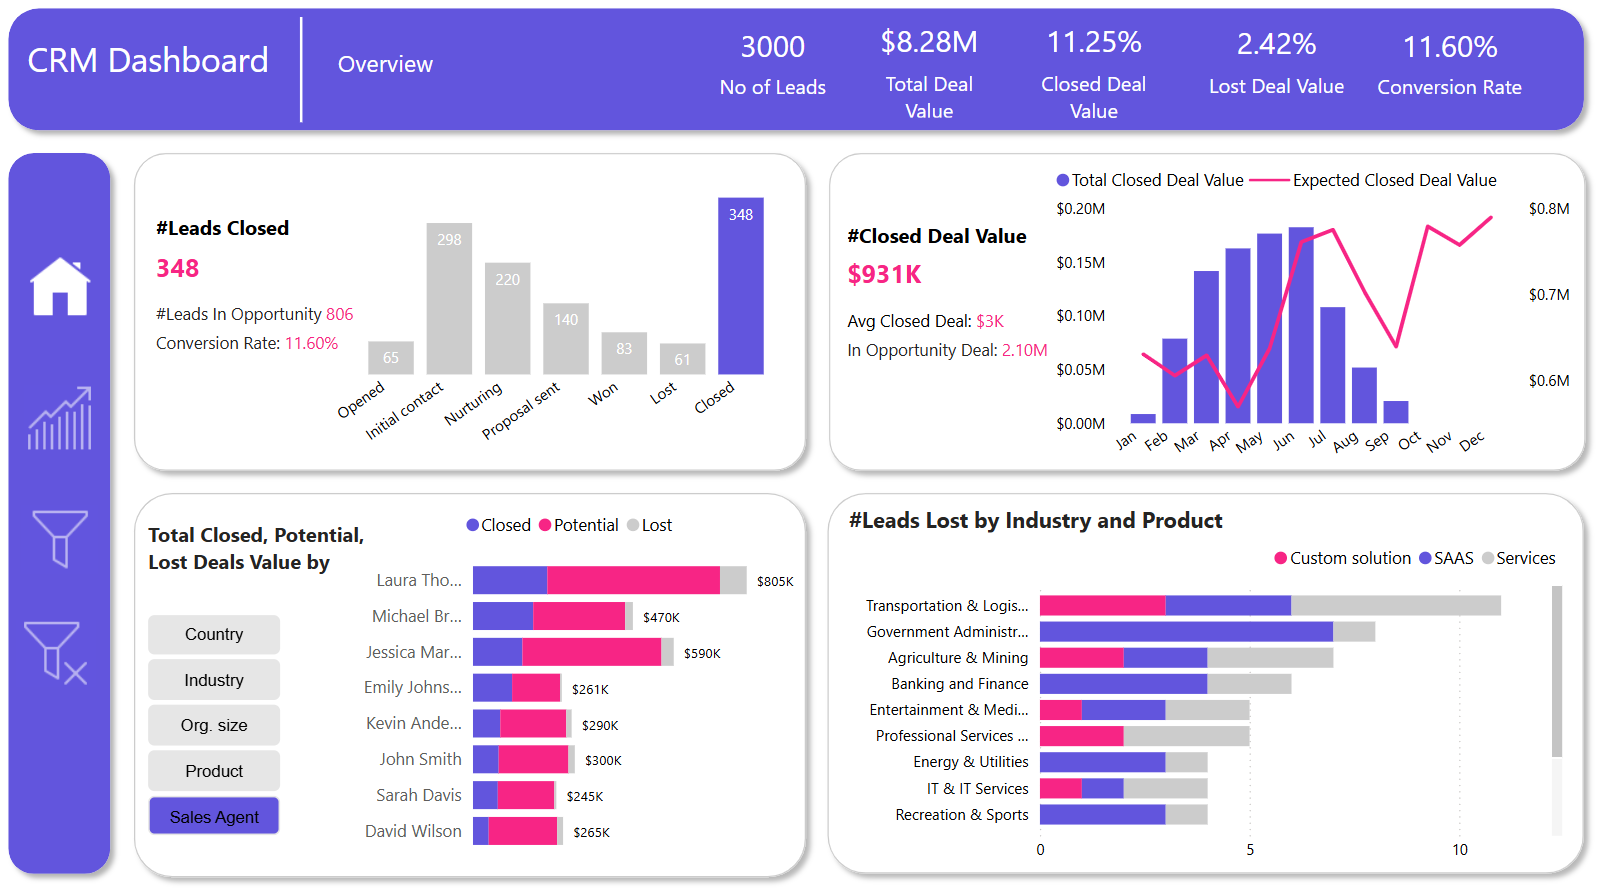 CRM Dashboard
Overview
3000
No of Leads
$8.28M
Total Deal
Value
11.25%
Closed Deal
Value
2.42%
Lost Deal Value
11.60%
Conversion Rate
#Leads Closed
348
#Leads In Opportunity 806
Conversion Rate: 11.60%
65
298
220
140
83
61
348
Opened
Initial contact
Nurturing
Proposal sent
Won
Lost
Closed
#Closed Deal Value
$931K
Avg Closed Deal: $3K
In Opportunity Deal: 2.10M
Total Closed Deal Value
Expected Closed Deal Value
$0.20M
$0.15M
$0.10M
$0.05M
$0.00M
$0.8M
$0.7M
$0.6M
Jan
Feb
Mar
Apr
May
Jun
Jul
Aug
Sep
Oct
Nov
Dec
Total Closed, Potential,
Lost Deals Value by
Country
Industry
Org. size
Product
Sales Agent
Closed
Potential
Lost
Laura Tho... $805K
Michael Br... $470K
Jessica Mar... $590K
Emily Johns... $261K
Kevin Ande... $290K
John Smith $300K
Sarah Davis $245K
David Wilson $265K
#Leads Lost by Industry and Product
Custom solution
SAAS
Services
Transportation & Logis...
Government Administr...
Agriculture & Mining
Banking and Finance
Entertainment & Medi...
Professional Services ...
Energy & Utilities
IT & IT Services
Recreation & Sports
0
5
10